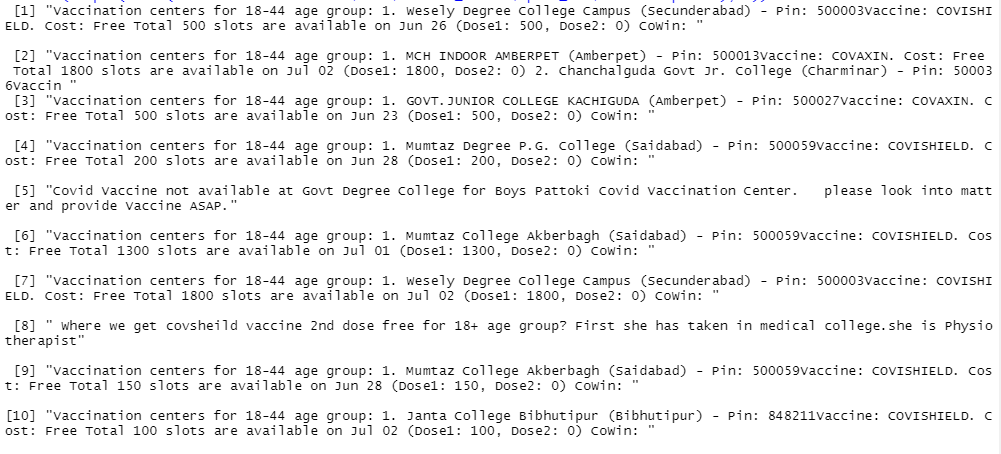 [1] "Vaccination centers for 18-44 age group: 1. Wesely Degree College Campus (Secunderabad) - Pin: 500003Vaccine: COVISHI
ELD. Cost: Free Total 500 slots are available on Jun 26 (Dose1: 500, Dose2: 0) CoWin: "
[2] "Vaccination centers for 18-44 age group: 1. MCH INDOOR AMBERPET (Amberpet) - Pin: 500013Vaccine: COVAXIN. Cost: Free
Total 1800 slots are available on Jul 02 (Dose1: 1800, Dose2: 0) 2. Chanchalguda Govt Jr. College (Charminar) - Pin: 50003
6Vaccin "
[3] "Vaccination centers for 18-44 age group: 1. GOVT.JUNIOR COLLEGE KACHIGUDA (Amberpet) - Pin: 500027Vaccine: COVAXIN. C
ost: Free Total 500 slots are available on Jun 23 (Dose1: 500, Dose2: 0) CoWin: "
[4] "Vaccination centers for 18-44 age group: 1. Mumtaz Degree P.G. College (Saidabad) - Pin: 500059Vaccine: COVISHIELD. C
ost: Free Total 200 slots are available on Jun 28 (Dose1: 200, Dose2: 0) CoWin: "
[5] "Covid Vaccine not available at Govt Degree College for Boys Pattoki Covid Vaccination Center.   please look into matt
er and provide Vaccine ASAP."
[6] "Vaccination centers for 18-44 age group: 1. Mumtaz College Akberbagh (Saidabad) - Pin: 500059Vaccine: COVISHIELD. Cos
t: Free Total 1300 slots are available on Jul 01 (Dose1: 1300, Dose2: 0) CoWin: "
[7] "Vaccination centers for 18-44 age group: 1. Wesely Degree College Campus (Secunderabad) - Pin: 500003Vaccine: COVISHI
ELD. Cost: Free Total 1800 slots are available on Jul 02 (Dose1: 1800, Dose2: 0) CoWin: "
[8] " Where we get covsheild vaccine 2nd dose free for 18+ age group? First she has taken in medical college.she is Physio
therapist"
[9] "Vaccination centers for 18-44 age group: 1. Mumtaz College Akberbagh (Saidabad) - Pin: 500059Vaccine: COVISHIELD. Cos
t: Free Total 150 slots are available on Jun 28 (Dose1: 150, Dose2: 0) CoWin: "
[10] "Vaccination centers for 18-44 age group: 1. Janta College Bibhutipur (Bibhutipur) - Pin: 848211Vaccine: COVISHIELD. C
ost: Free Total 100 slots are available on Jul 02 (Dose1: 100, Dose2: 0) CoWin: "